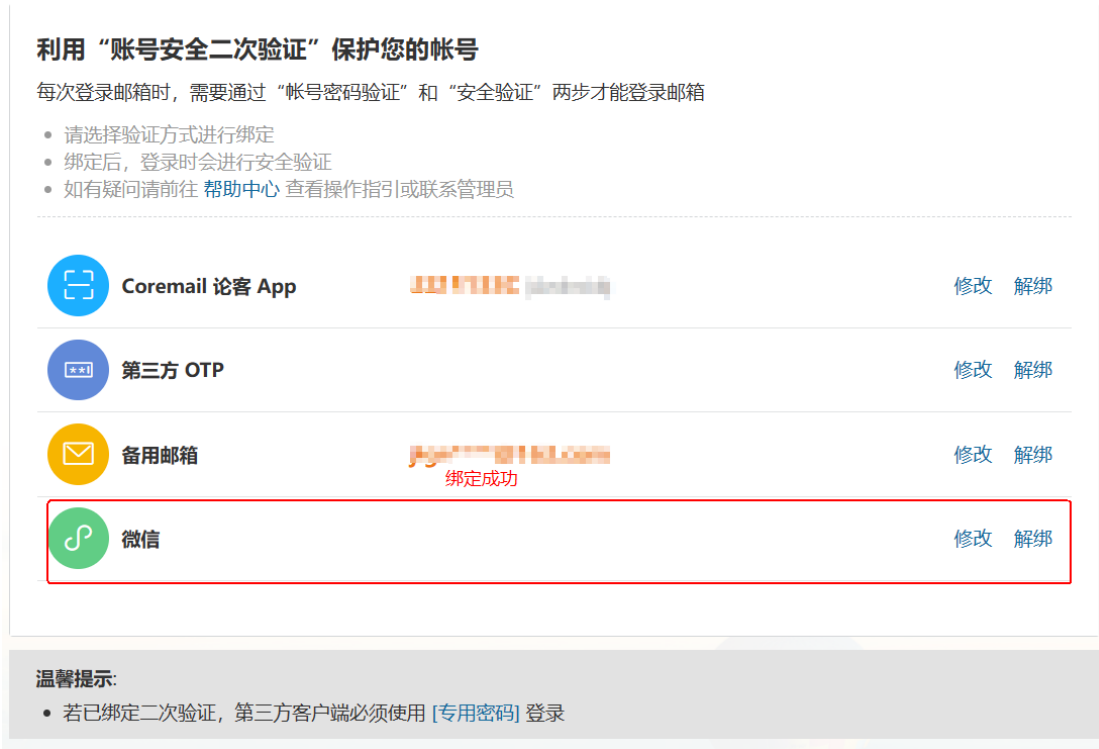 利用“账号安全二次验证”保护您的帐号
每次登录邮箱时，需要通过“帐号密码验证”和“安全验证”两步才能登录邮箱
请选择验证方式进行绑定
绑定后，登录时会进行安全验证
如有疑问请前往 帮助中心 查看操作指引或联系管理员
Coremail 论客 App 修改 解绑
第三方 OTP 修改 解绑
备用邮箱 修改 解绑
绑定成功
微信 修改 解绑
温馨提示:
若已绑定二次验证，第三方客户端必须使用 [专用密码] 登录